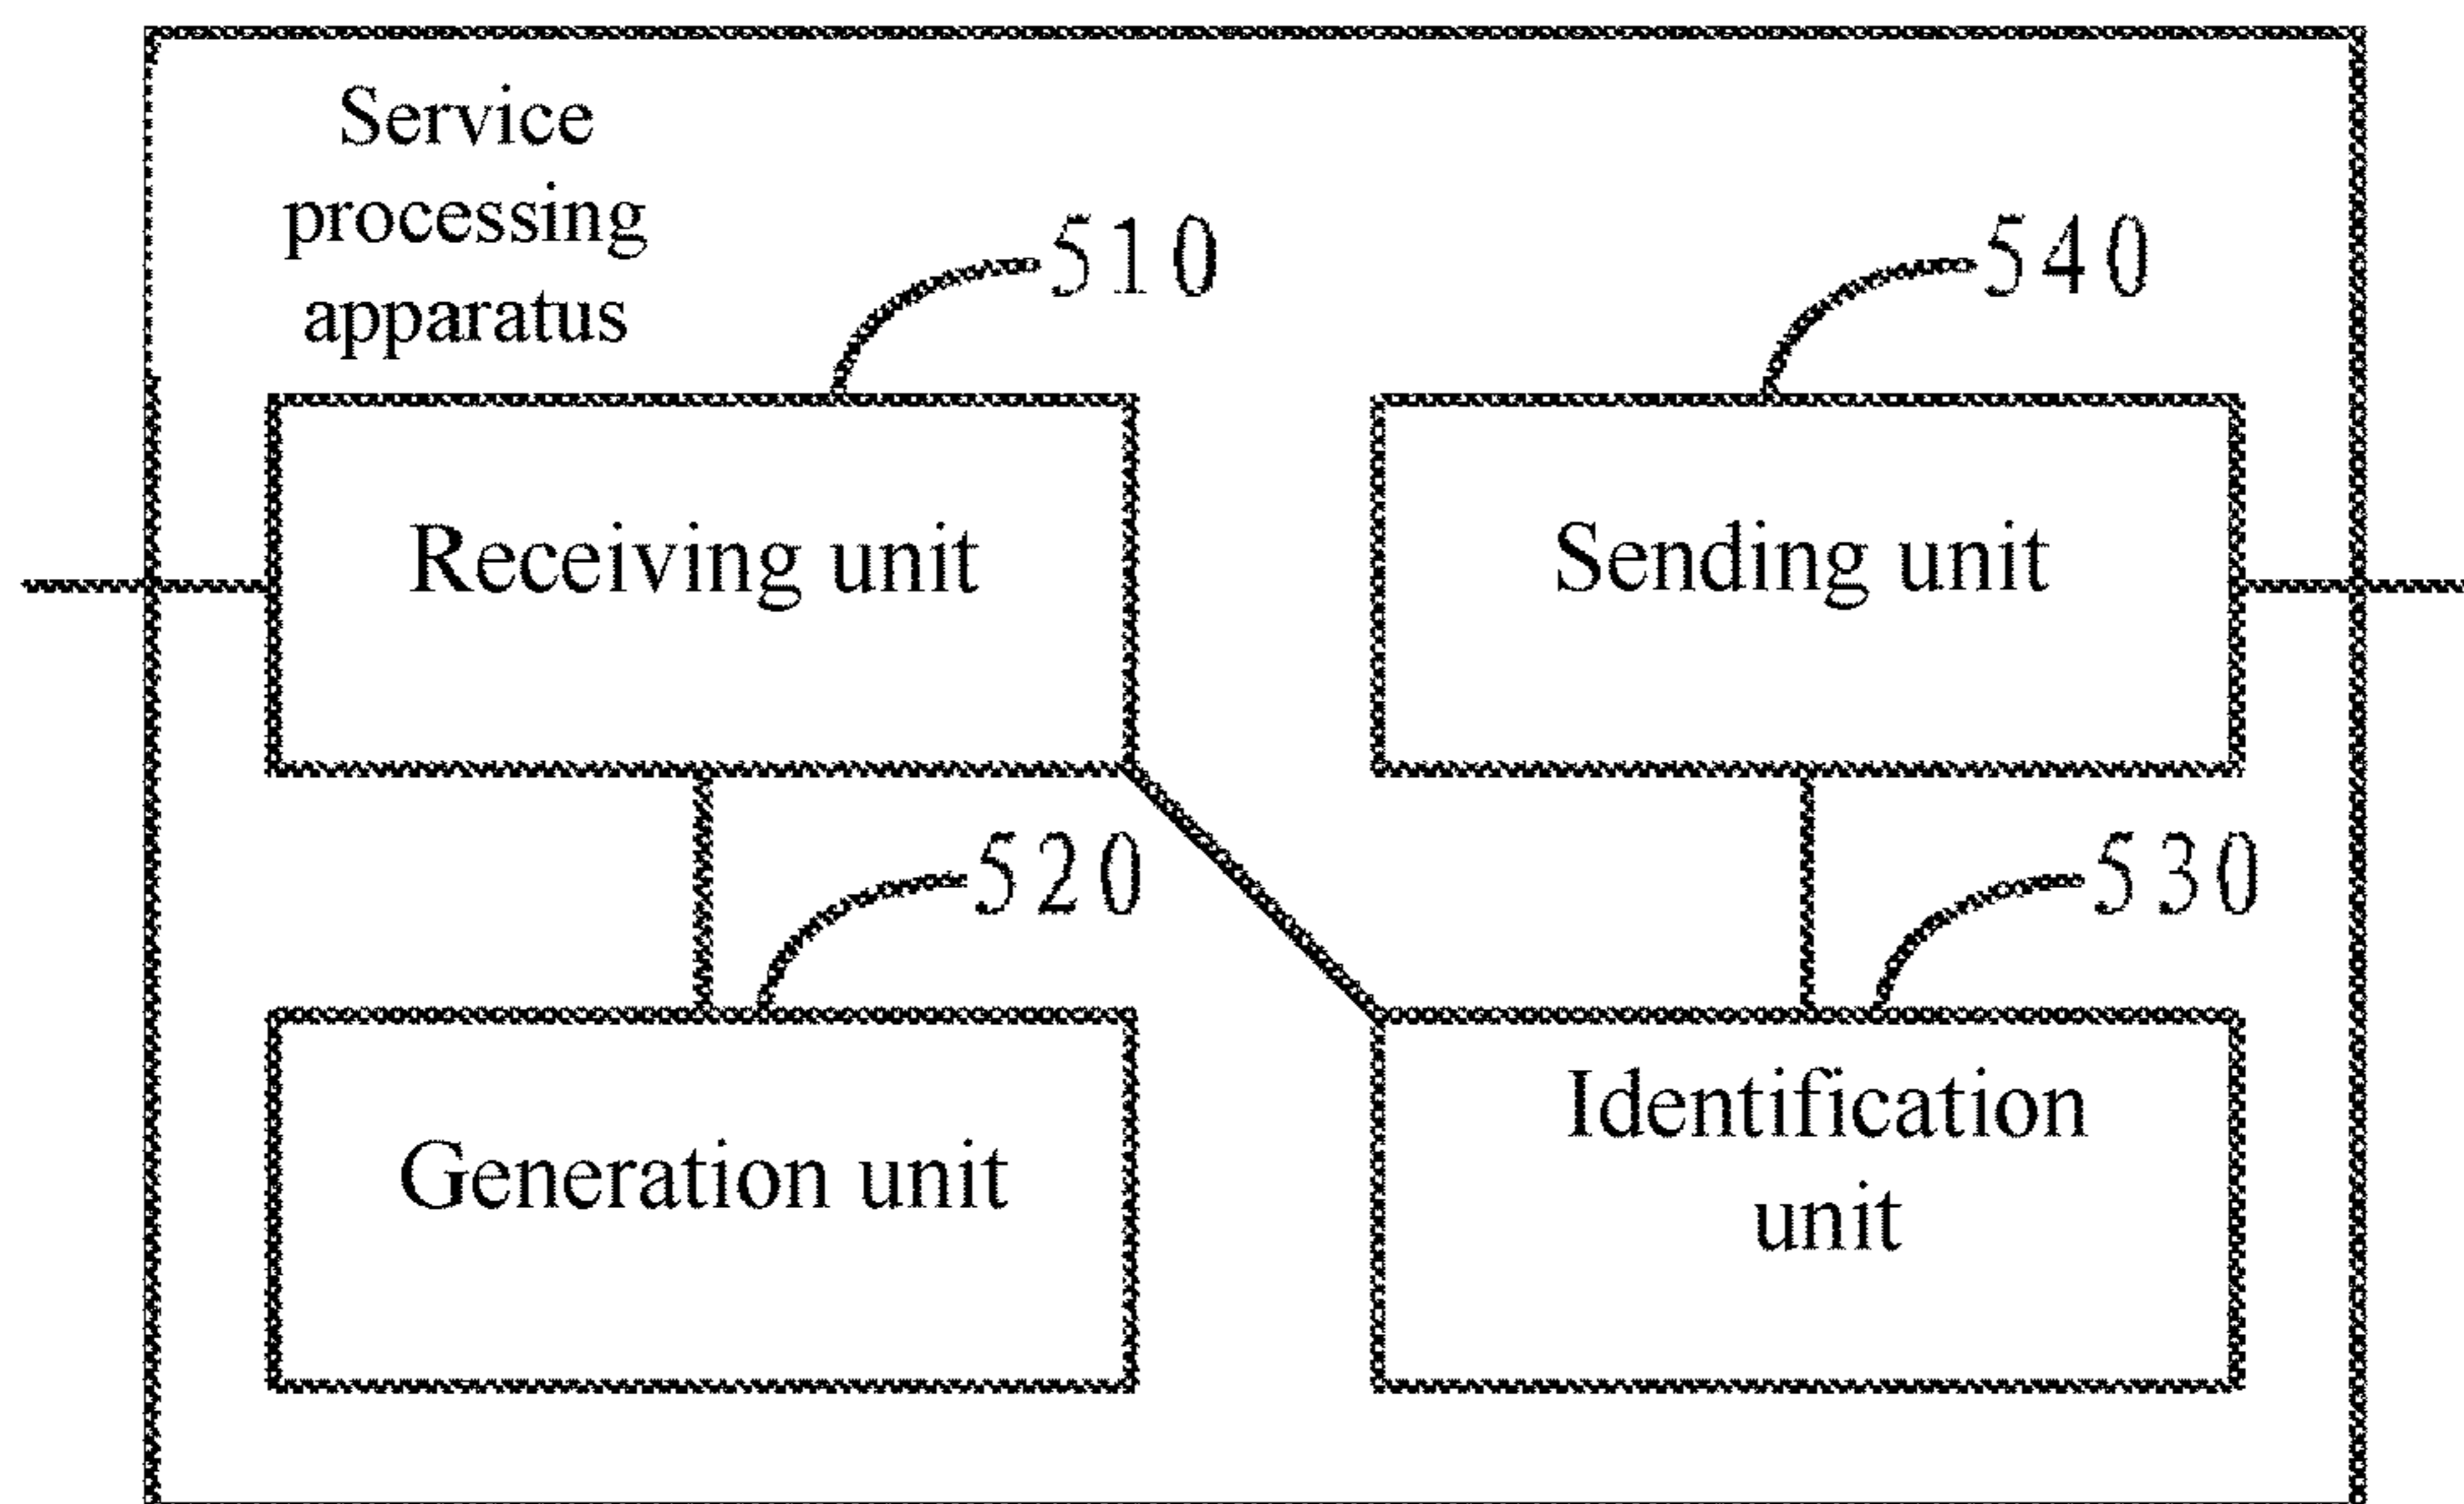 Service
processing
apparatus
510
540
Receiving unit
Sending unit
520
530
Generation unit
Identification
unit